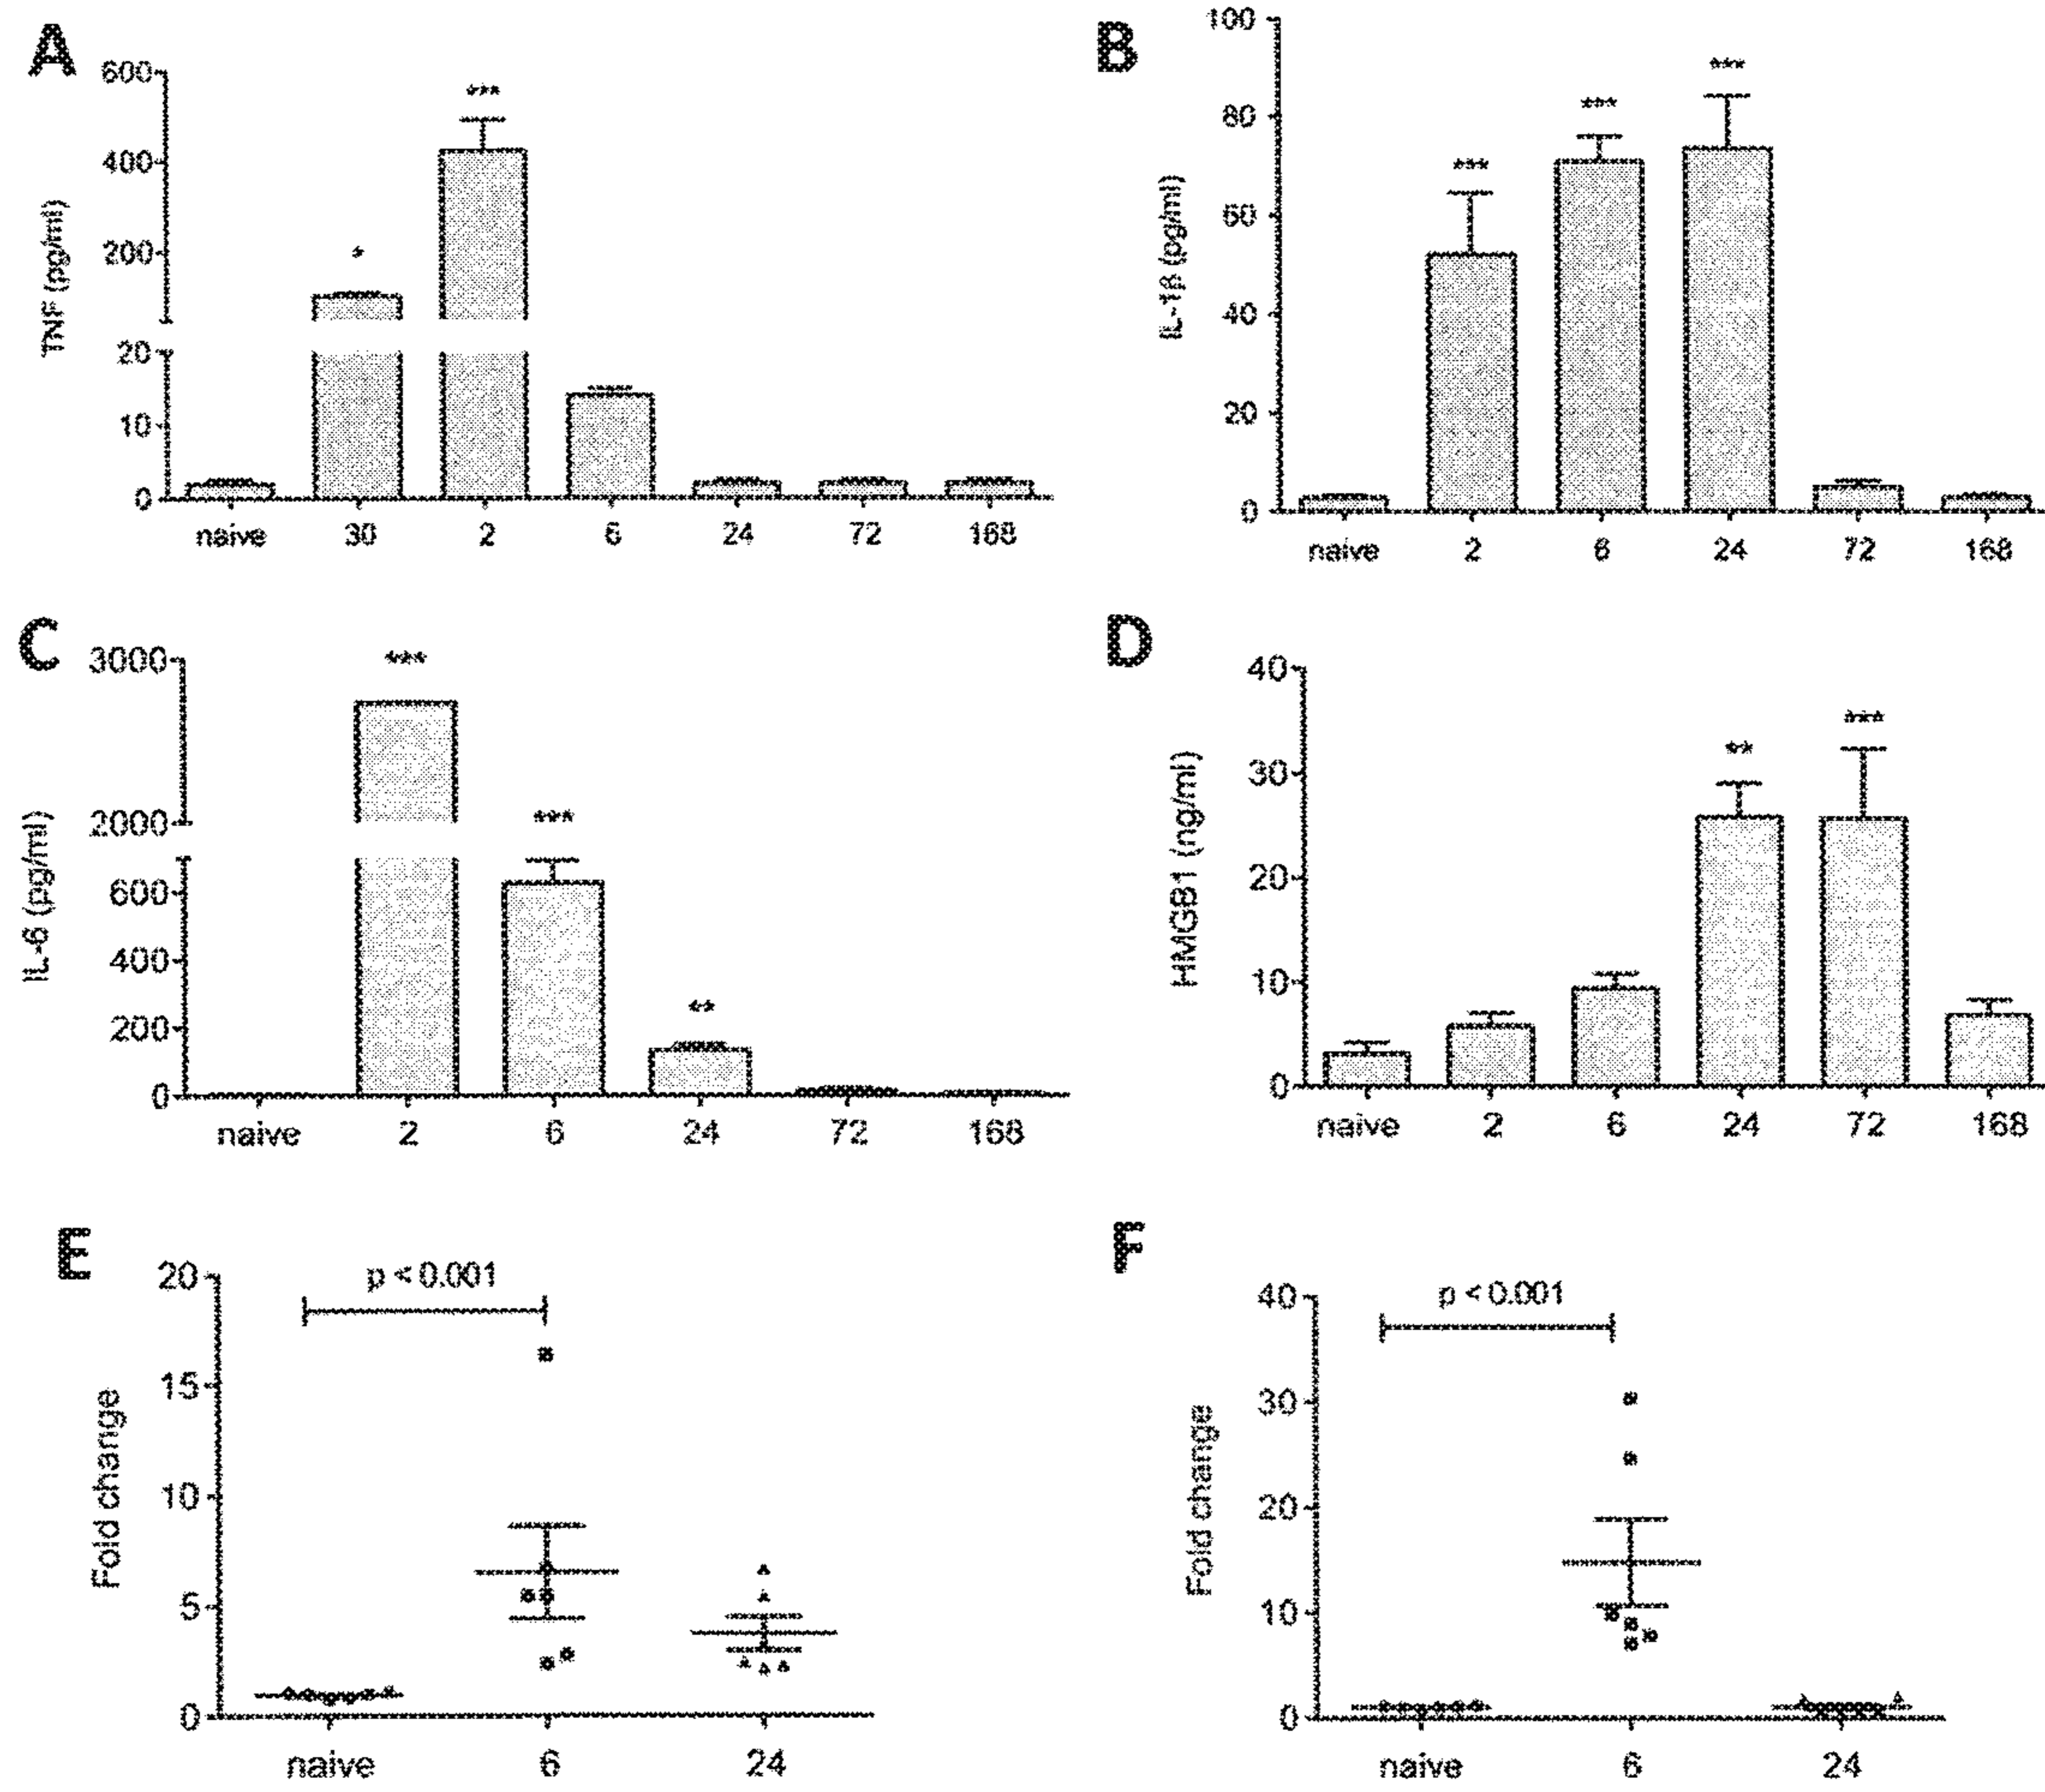 A
600
400
200
20
10
0
TNF (pg/ml)
*
***
naive 30 2 6 24 72 168
B
100
80
60
40
20
0
IL-1β (pg/ml)
***
***
***
naive 2 6 24 72 168
C
3000
2000
600
400
200
0
IL-6 (pg/ml)
***
***
**
naive 2 6 24 72 168
D
40
30
20
10
0
HMGB1 (ng/ml)
**
***
naive 2 6 24 72 168
E
20
15
10
5
0
Fold change
p < 0.001
naive 6 24
F
40
30
20
10
0
Fold change
p < 0.001
naive 6 24